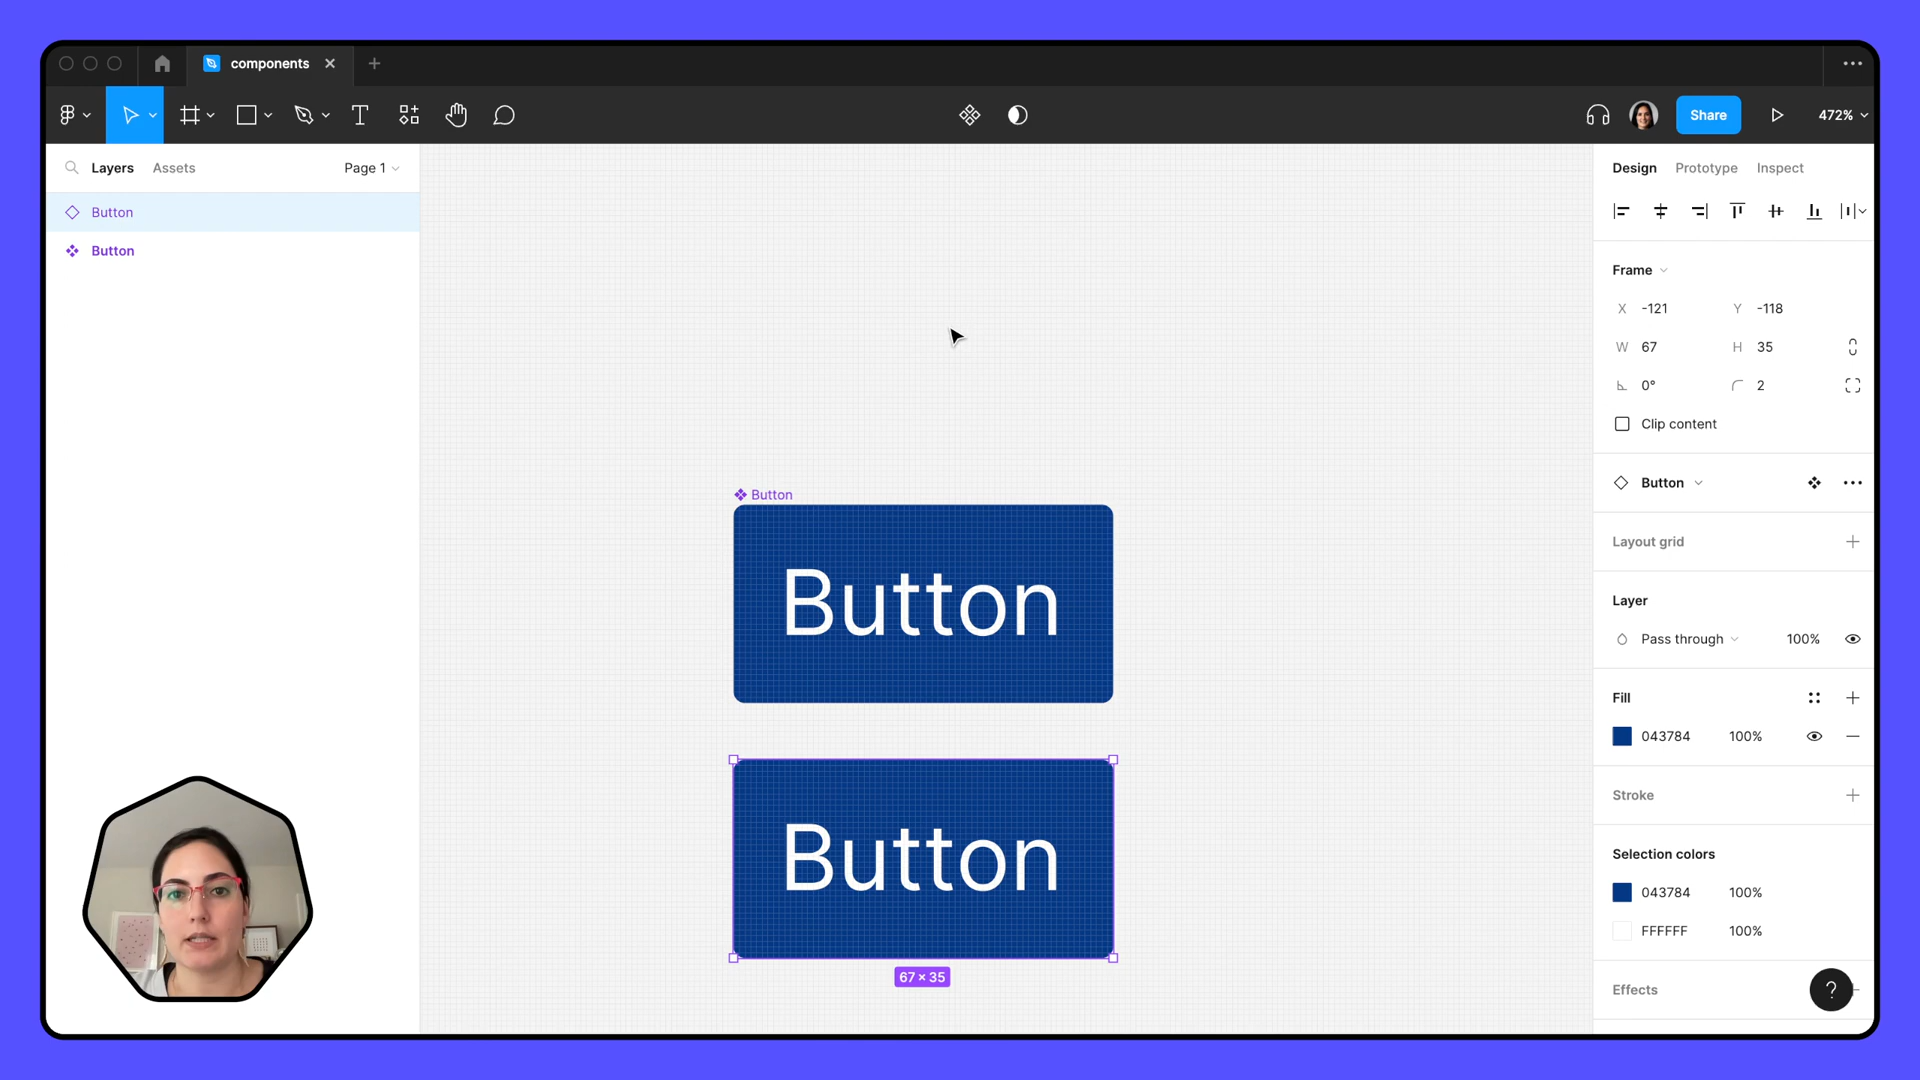 components
Share
472%
Layers
Assets
Page 1
Button
Button
Button
Button
67 × 35
Button
Design
Prototype
Inspect
Frame
X -121
Y -118
W 67
H 35
0°
2
Clip content
Button
Layout grid
Layer
Pass through
100%
Fill
043784
100%
Stroke
Selection colors
043784
100%
FFFFFF
100%
Effects
?